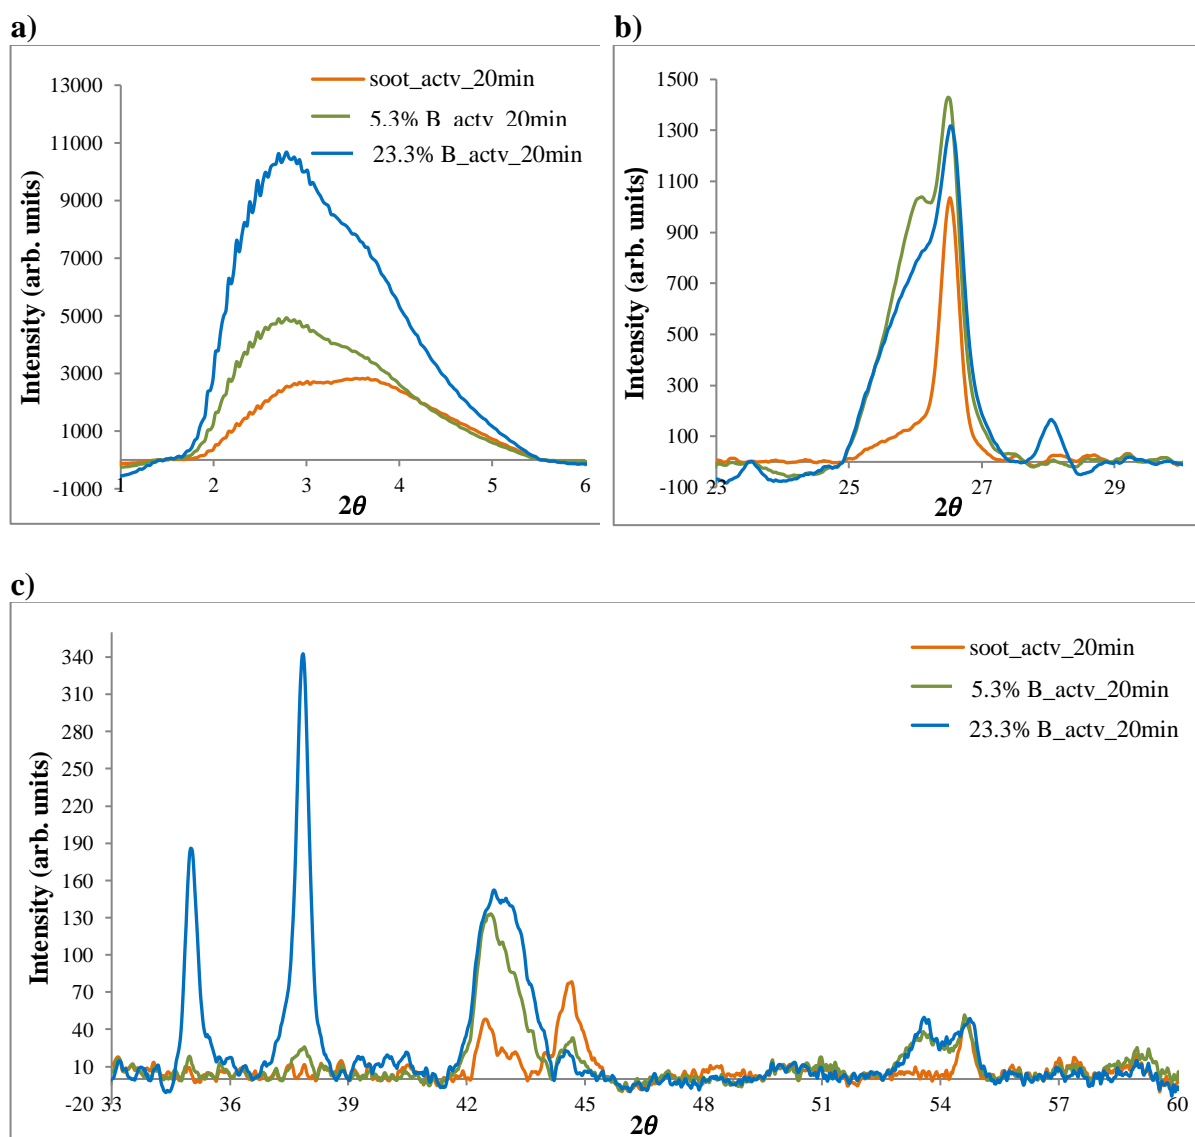 a)
Intensity (arb. units)
13000
11000
9000
7000
5000
3000
1000
-1000
1 2 3 4 5 6
2θ
soot_actv_20min
5.3% B_actv_20min
23.3% B_actv_20min
b)
Intensity (arb. units)
1500
1300
1100
900
700
500
300
100
-100
23 25 27 29
2θ
c)
Intensity (arb. units)
340
310
280
250
220
190
160
130
100
70
40
10
-20
33 36 39 42 45 48 51 54 57 60
2θ
soot_actv_20min
5.3% B_actv_20min
23.3% B_actv_20min